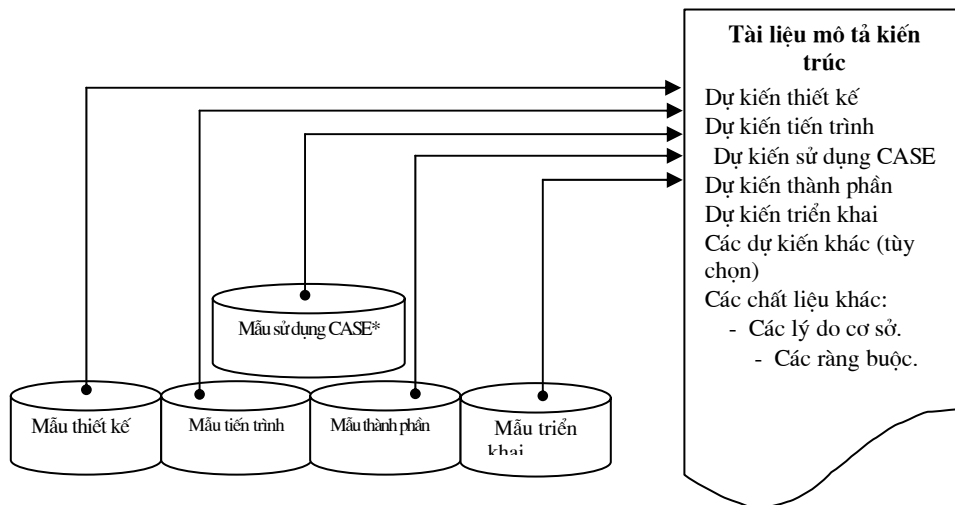 Tài liệu mô tả kiến
trúc
Dự kiến thiết kế
Dự kiến tiến trình
Dự kiến sử dụng CASE
Dự kiến thành phần
Dự kiến triển khai
Các dự kiến khác (tùy
chọn)
Các chất liệu khác:
- Các lý do cơ sở.
- Các ràng buộc.
Mẫu sử dụng CASE*
Mẫu thiết kế
Mẫu tiến trình
Mẫu thành phần
Mẫu triển
khai